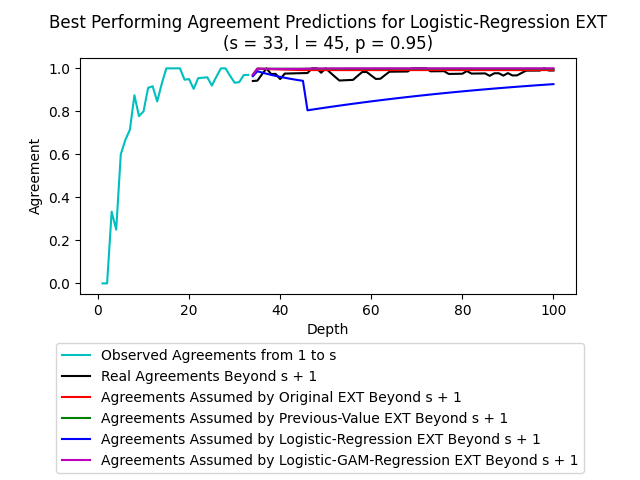 Best Performing Agreement Predictions for Logistic-Regression EXT
(s = 33, l = 45, p = 0.95)
1.0
0.8
0.6
0.4
0.2
0.0
Agreement
0 20 40 60 80 100
Depth
Observed Agreements from 1 to s
Real Agreements Beyond s + 1
Agreements Assumed by Original EXT Beyond s + 1
Agreements Assumed by Previous-Value EXT Beyond s + 1
Agreements Assumed by Logistic-Regression EXT Beyond s + 1
Agreements Assumed by Logistic-GAM-Regression EXT Beyond s + 1